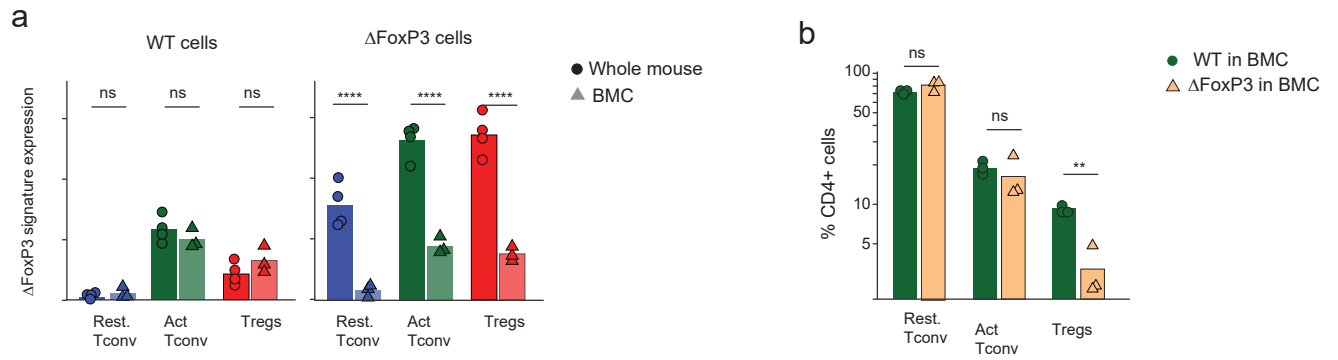 a
WT cells
ΔFoxP3 cells
Whole mouse
BMC
ΔFoxP3 signature expression
ns
ns
ns
****
****
****
Rest.
Tconv
Act
Tconv
Tregs
Rest.
Tconv
Act
Tconv
Tregs
b
WT in BMC
ΔFoxP3 in BMC
% CD4+ cells
100
50
10
5
ns
ns
**
Rest.
Tconv
Act
Tconv
Tregs